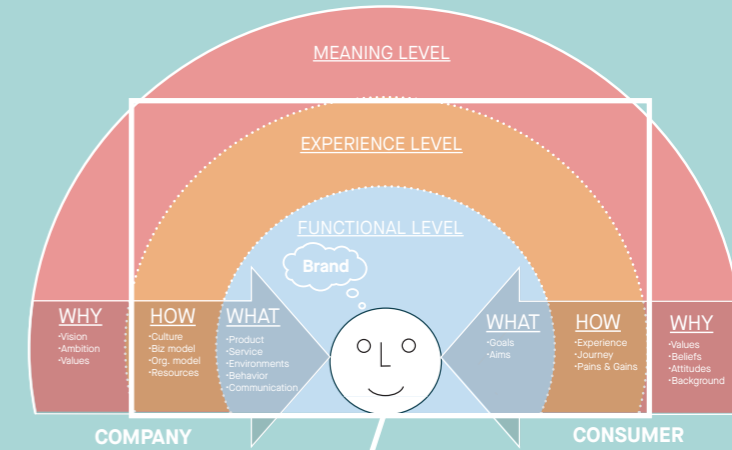 MEANING LEVEL
EXPERIENCE LEVEL
FUNCTIONAL LEVEL
Brand
WHY
•Vision
•Ambition
•Values
HOW
•Culture
•Biz model
•Org. model
•Resources
WHAT
•Product
•Service
•Environments
•Behavior
•Communication
WHAT
•Goals
•Aims
HOW
•Experience
•Journey
•Pains & Gains
WHY
•Values
•Beliefs
•Attitudes
•Background
COMPANY
CONSUMER